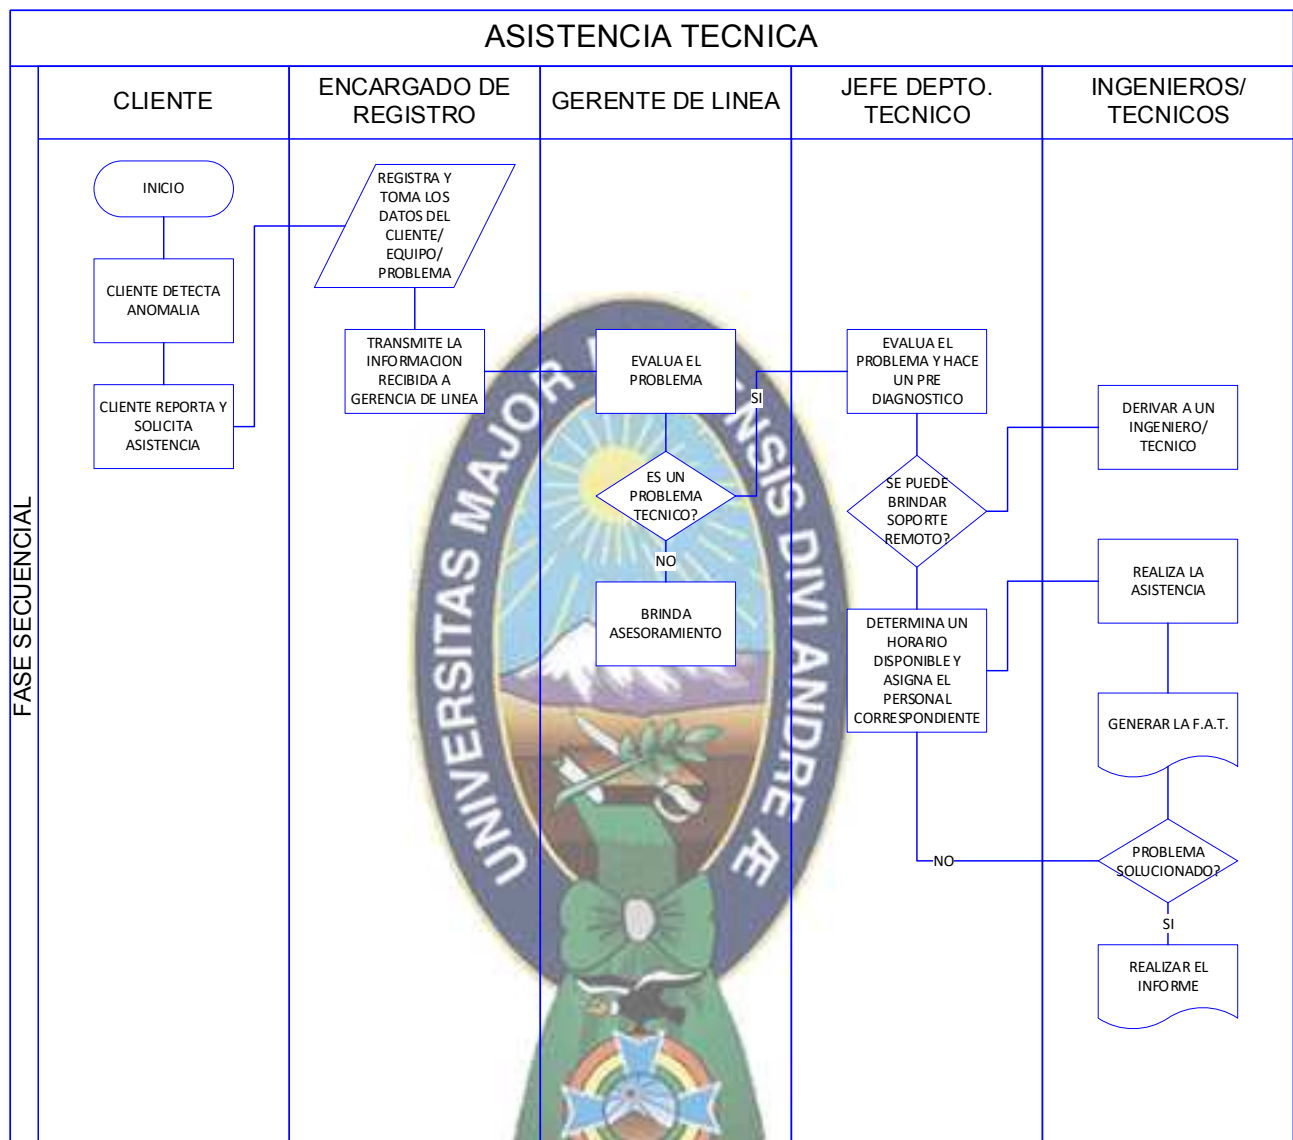 ASISTENCIA TECNICA
FASE SECUENCIAL
CLIENTE
ENCARGADO DE
REGISTRO
GERENTE DE LINEA
JEFE DEPTO.
TECNICO
INGENIEROS/
TECNICOS
INICIO
CLIENTE DETECTA
ANOMALIA
CLIENTE REPORTA Y
SOLICITA
ASISTENCIA
REGISTRA Y
TOMA LOS
DATOS DEL
CLIENTE/
EQUIPO/
PROBLEMA
TRANSMITE LA
INFORMACION
RECIBIDA A
GERENCIA DE LINEA
EVALUA EL
PROBLEMA
ES UN
PROBLEMA
TECNICO?
SI
NO
BRINDA
ASESORAMIENTO
EVALUA EL
PROBLEMA Y HACE
UN PRE
DIAGNOSTICO
SE PUEDE
BRINDAR
SOPORTE
REMOTO?
DETERMINA UN
HORARIO
DISPONIBLE Y
ASIGNA EL
PERSONAL
CORRESPONDIENTE
DERIVAR A UN
INGENIERO/
TECNICO
REALIZA LA
ASISTENCIA
GENERAR LA F.A.T.
PROBLEMA
SOLUCIONADO?
NO
SI
REALIZAR EL
INFORME
UNIVERSITAS MAJOR
NSIS DIVI ANDRE Æ